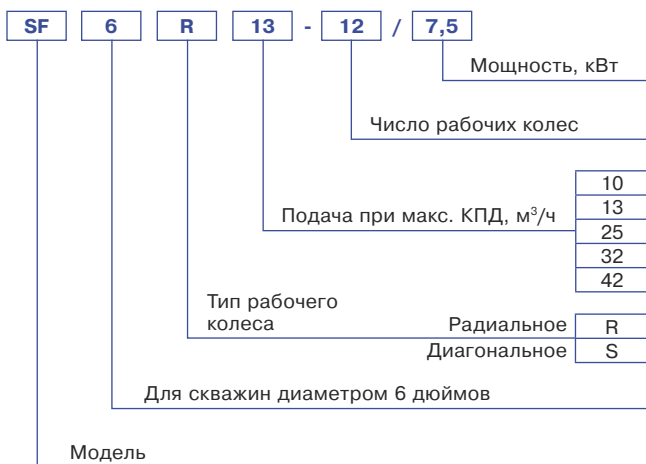 SF 6 R 13 - 12 / 7,5
Мощность, кВт
Число рабочих колес
Подача при макс. КПД, м³/ч
10
13
25
32
42
Тип рабочего
колеса
Радиальное R
Диагональное S
Для скважин диаметром 6 дюймов
Модель